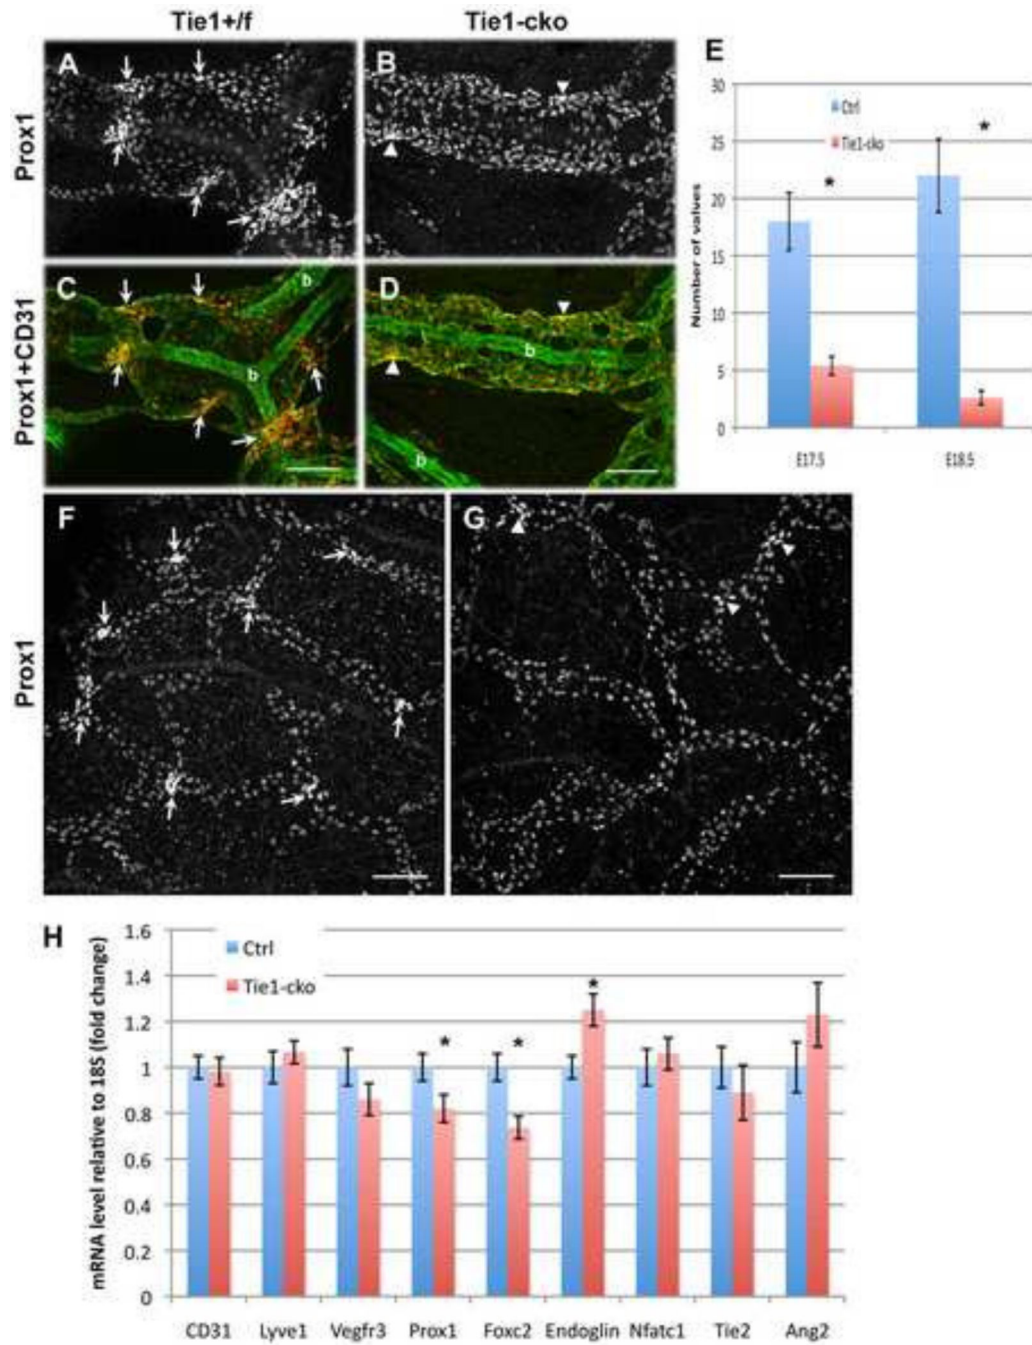 Tie1+/f Tie1-cko
Prox1
A
B
E
30
25
20
15
10
5
0
Number of valves
Ctrl
Tie1-cko
*
*
E17.5 E18.5
Prox1+CD31
C
b
b
D
b
b
Prox1
F
G
H
mRNA level relative to 18S (fold change)
1.6
1.4
1.2
1
0.8
0.6
0.4
0.2
0
Ctrl
Tie1-cko
* * *
CD31 Lyve1 Vegfr3 Prox1 Foxc2 Endoglin Nfatc1 Tie2 Ang2